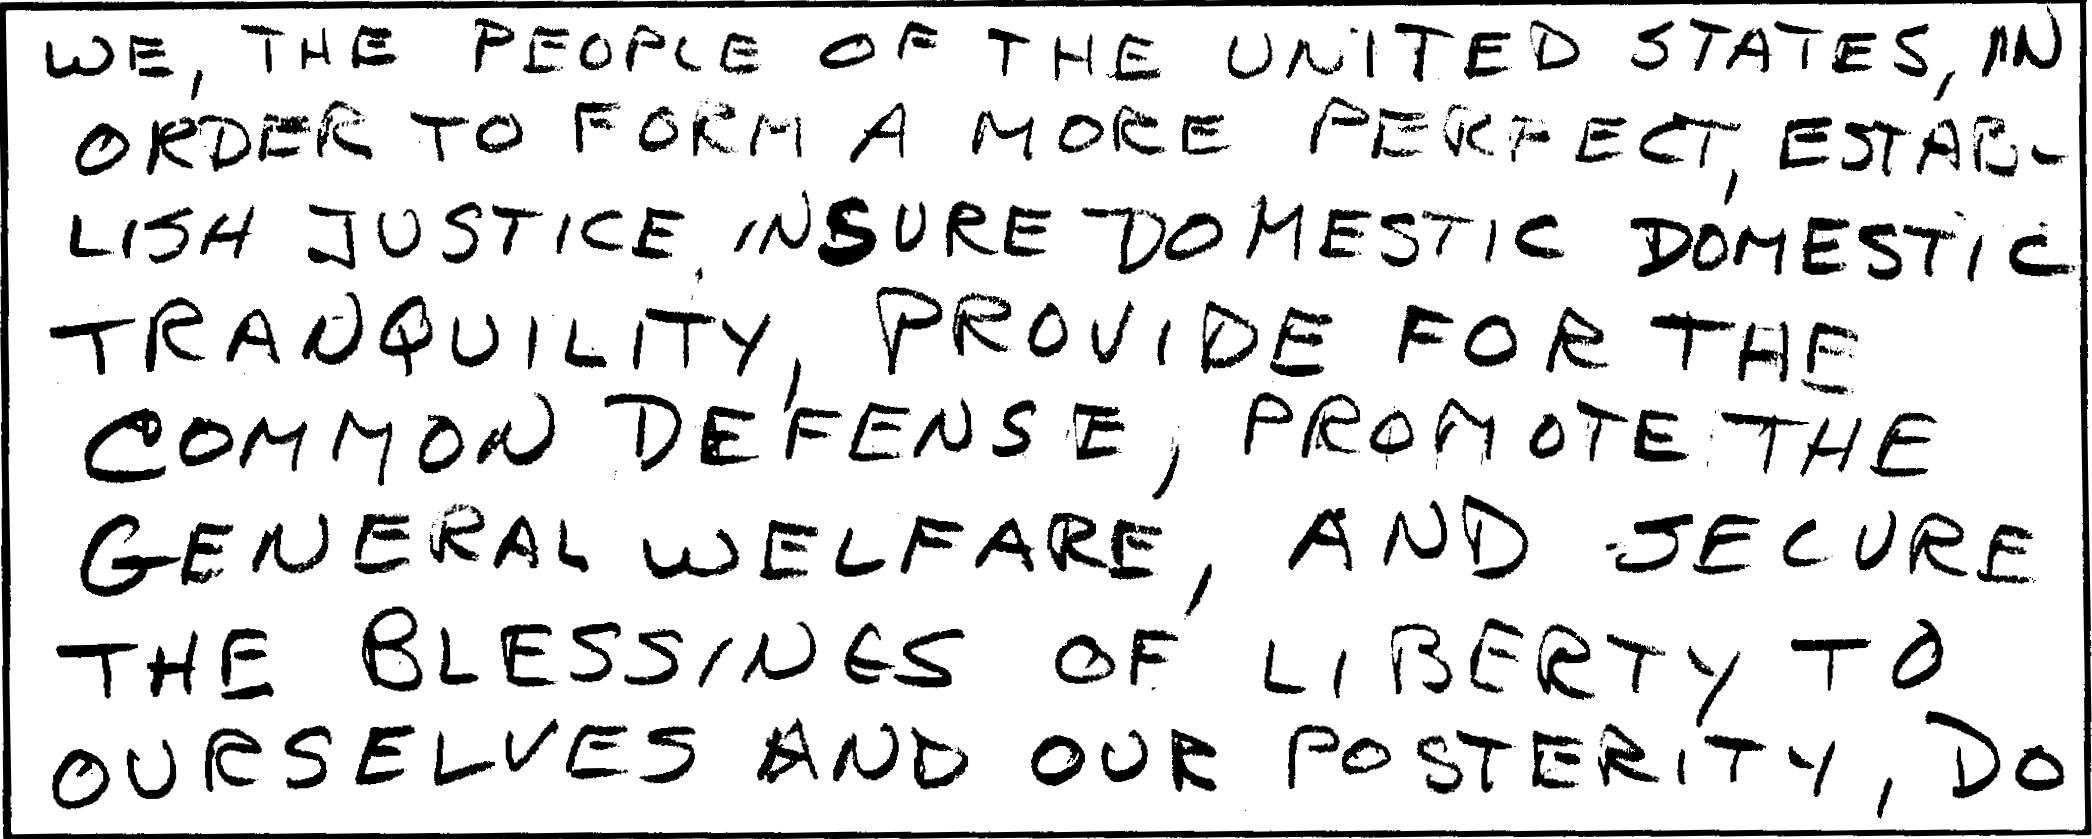 WE, THE PEOPLE OF THE UNITED STATES, IN
ORDER TO FORM A MORE PERFECT, ESTAB-
LISH JUSTICE, INSURE DOMESTIC DOMESTIC
TRANQUILITY, PROVIDE FOR THE
COMMON DEFENSE, PROMOTE THE
GENERAL WELFARE, AND SECURE
THE BLESSINGS OF LIBERTY TO
OURSELVES AND OUR POSTERITY, DO